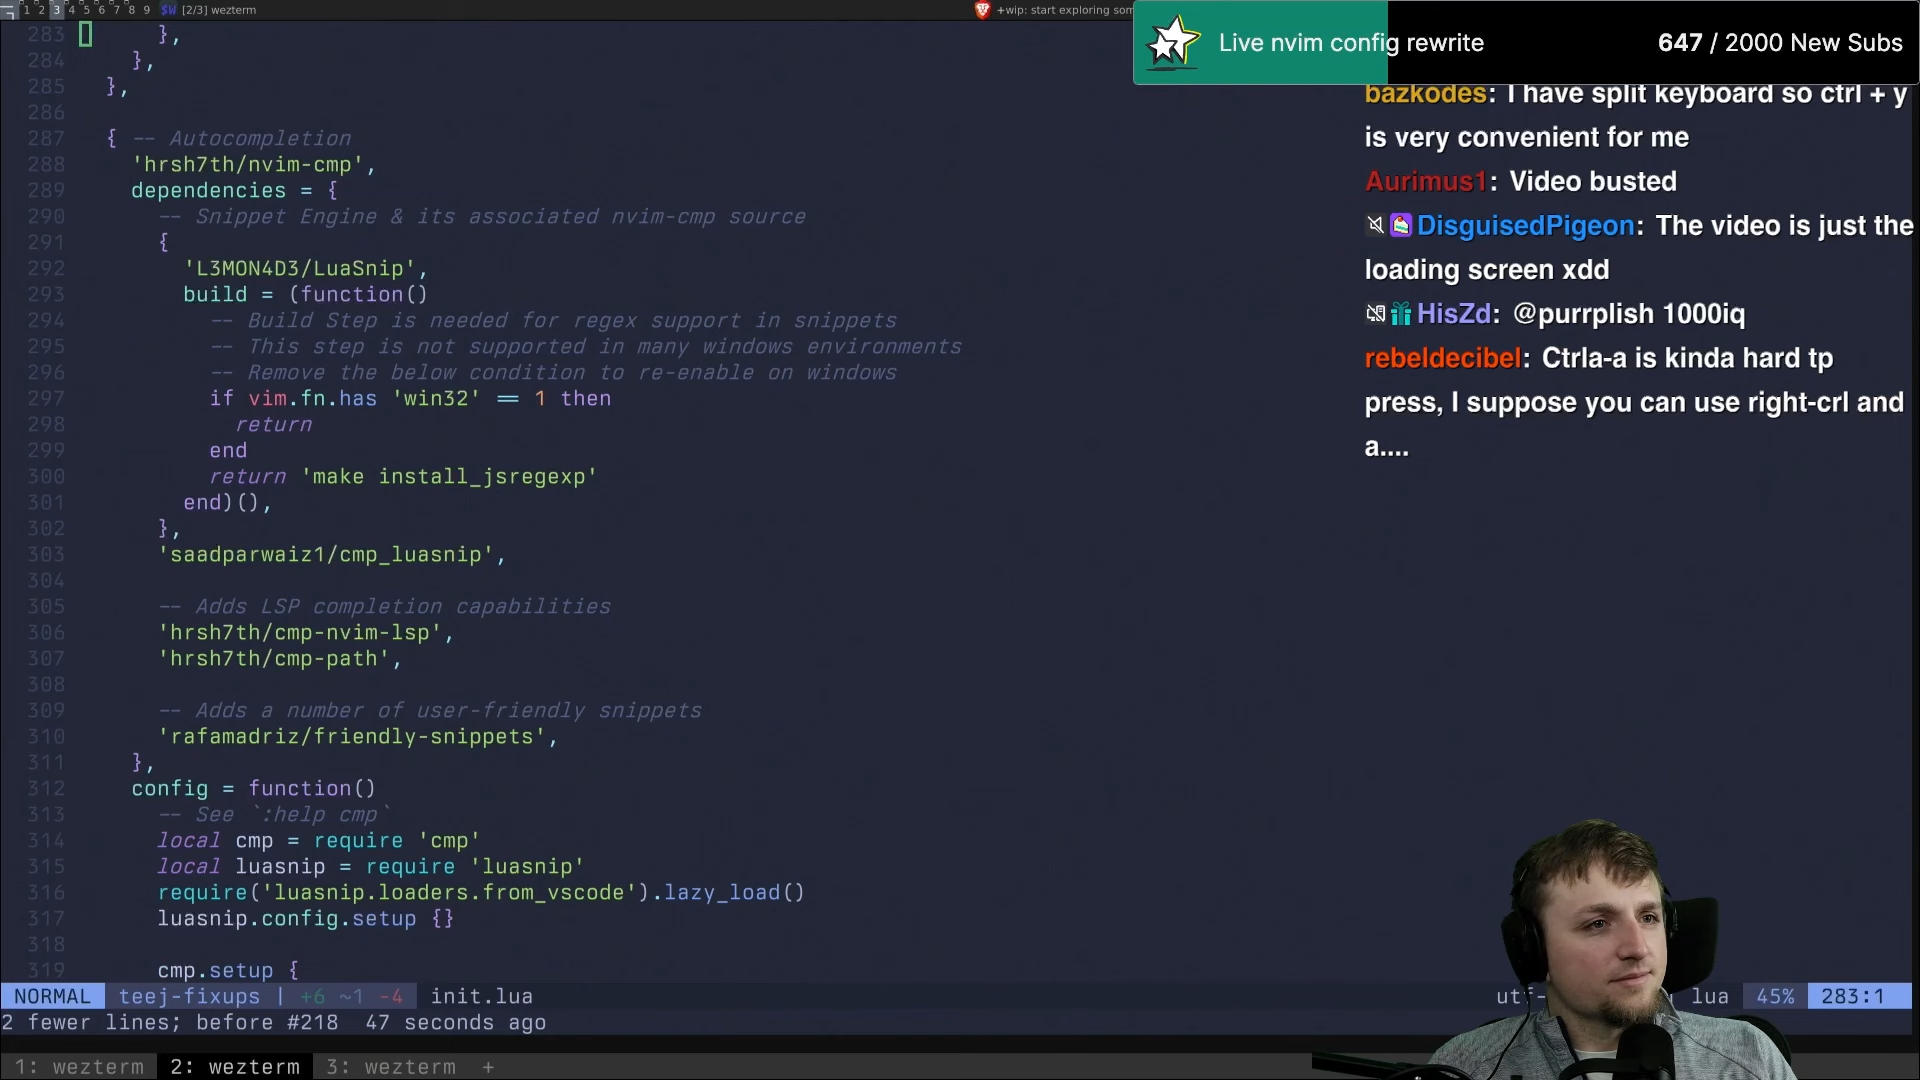 1 2 3 4 5 6 7 8 9 $W [2/3] wezterm
+wip: start exploring som
Live nvim config rewrite
647 / 2000 New Subs
283 },
284 },
285 },
286
287 { -- Autocompletion
288 'hrsh7th/nvim-cmp',
289 dependencies = {
290 -- Snippet Engine & its associated nvim-cmp source
291 {
292 'L3MON4D3/LuaSnip',
293 build = (function()
294 -- Build Step is needed for regex support in snippets
295 -- This step is not supported in many windows environments
296 -- Remove the below condition to re-enable on windows
297 if vim.fn.has 'win32' == 1 then
298 return
299 end
300 return 'make install_jsregexp'
301 end)(),
302 },
303 'saadparwaiz1/cmp_luasnip',
304
305 -- Adds LSP completion capabilities
306 'hrsh7th/cmp-nvim-lsp',
307 'hrsh7th/cmp-path',
308
309 -- Adds a number of user-friendly snippets
310 'rafamadriz/friendly-snippets',
311 },
312 config = function()
313 -- See `:help cmp`
314 local cmp = require 'cmp'
315 local luasnip = require 'luasnip'
316 require('luasnip.loaders.from_vscode').lazy_load()
317 luasnip.config.setup {}
318
319 cmp.setup {
bazkodes: I have split keyboard so ctrl + y
is very convenient for me
Aurimus1: Video busted
DisguisedPigeon: The video is just the
loading screen xdd
HisZd: @purrplish 1000iq
rebeldecibel: Ctrla-a is kinda hard tp
press, I suppose you can use right-crl and
a....
NORMAL teej-fixups | +6 ~1 -4 init.lua
utf- lua 45% 283:1
2 fewer lines; before #218 47 seconds ago
1: wezterm 2: wezterm 3: wezterm +